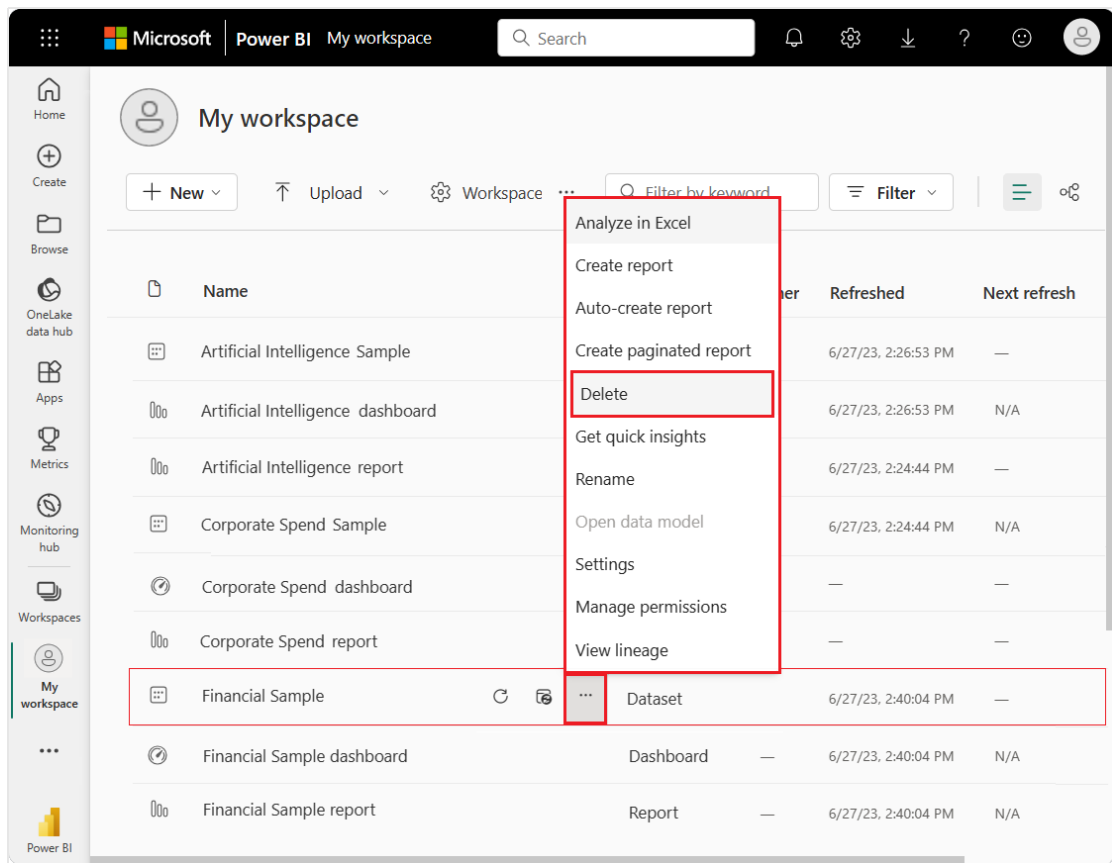 Microsoft Power BI My workspace Search
Home
Create
Browse
OneLake
data hub
Apps
Metrics
Monitoring
hub
Workspaces
My
workspace
Power BI
My workspace
New Upload Workspace Filter by keyword Filter
Analyze in Excel
Create report
Auto-create report
Create paginated report
Delete
Get quick insights
Rename
Open data model
Settings
Manage permissions
View lineage
Name Refreshed Next refresh
Artificial Intelligence Sample 6/27/23, 2:26:53 PM —
Artificial Intelligence dashboard 6/27/23, 2:26:53 PM N/A
Artificial Intelligence report 6/27/23, 2:24:44 PM —
Corporate Spend Sample 6/27/23, 2:24:44 PM N/A
Corporate Spend dashboard — —
Corporate Spend report — —
Financial Sample Dataset 6/27/23, 2:40:04 PM —
Financial Sample dashboard Dashboard — 6/27/23, 2:40:04 PM N/A
Financial Sample report Report — 6/27/23, 2:40:04 PM N/A